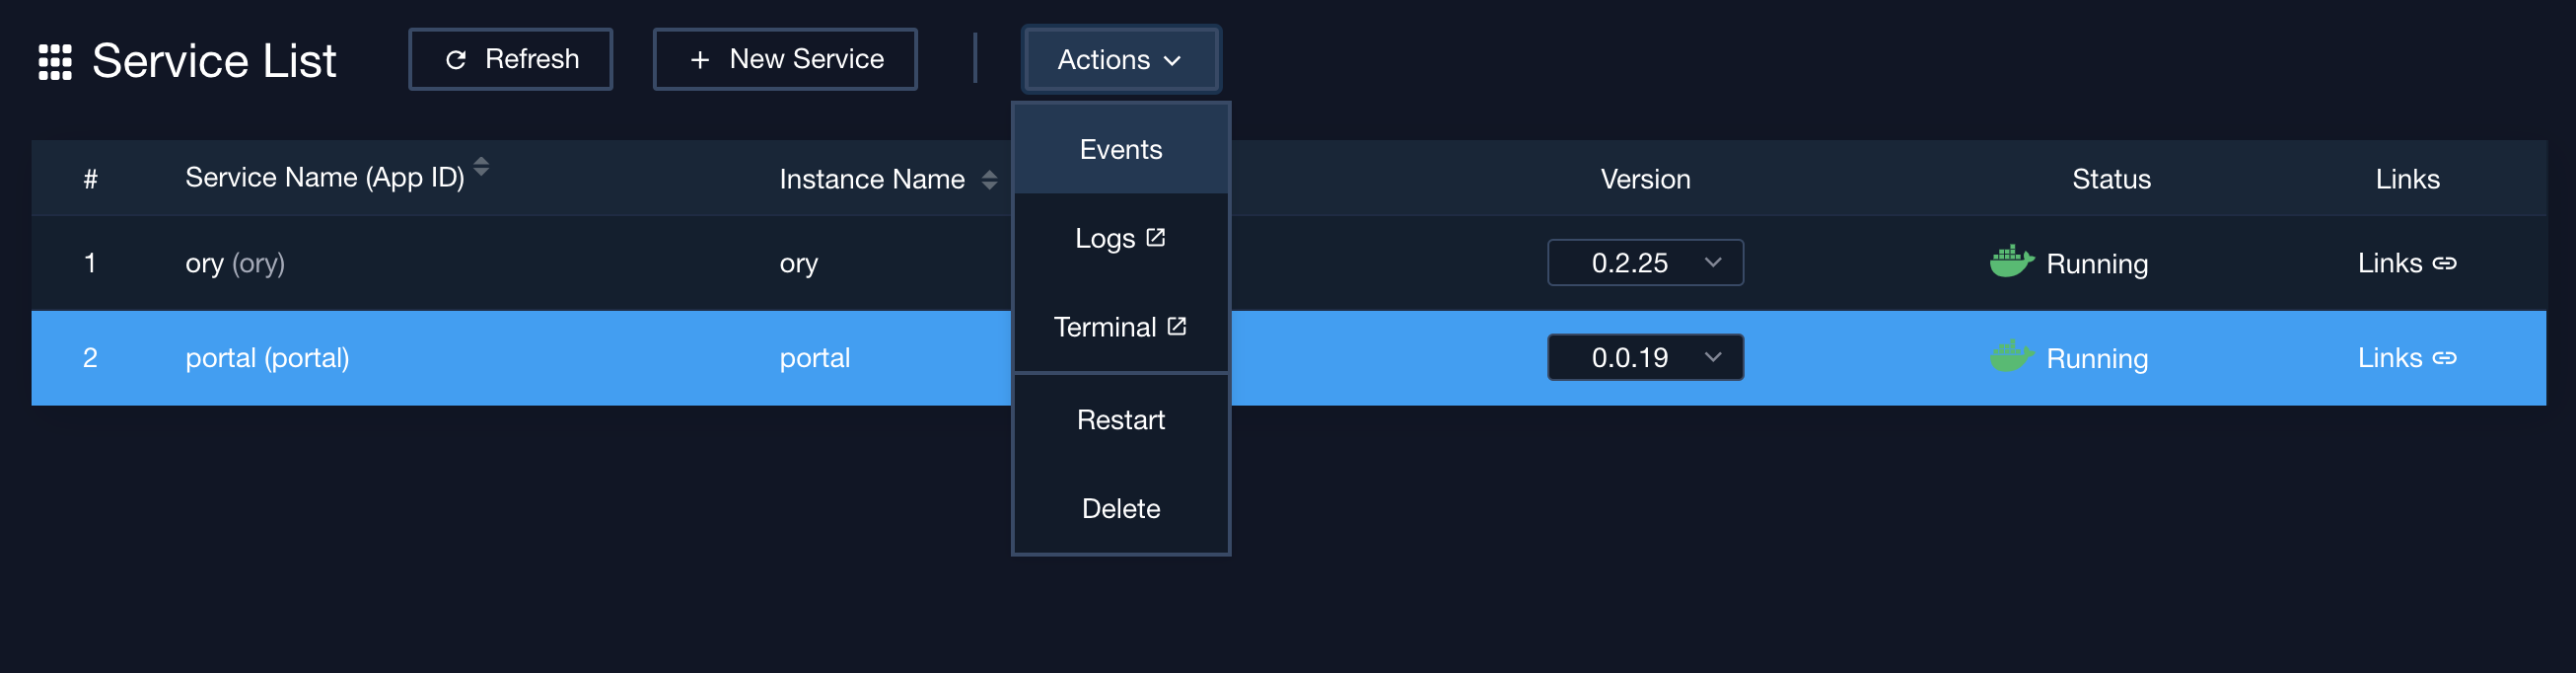 Service List Refresh + New Service Actions
Events
# Service Name (App ID) Instance Name Version Status Links
Logs
1 ory (ory) ory 0.2.25 Running Links
Terminal
2 portal (portal) portal 0.0.19 Running Links
Restart
Delete